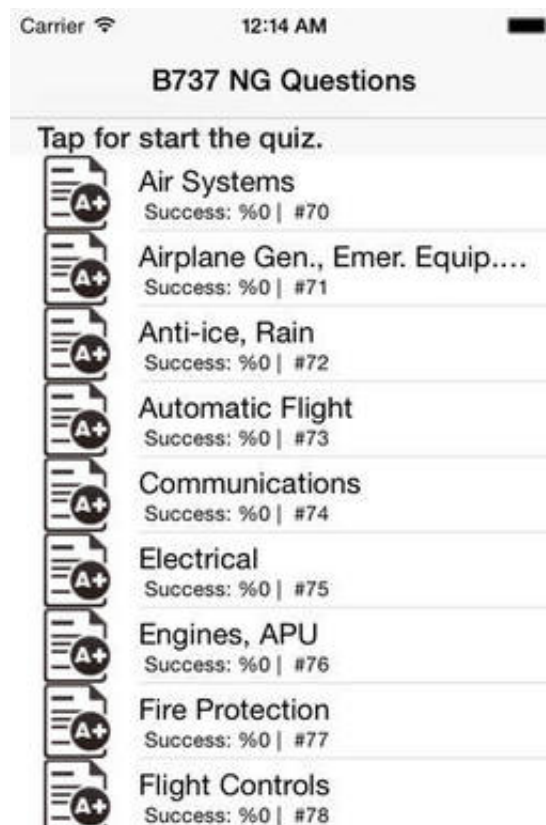 Carrier 12:14 AM
B737 NG Questions
Tap for start the quiz.
Air Systems
Success: %0 | #70
Airplane Gen., Emer. Equip....
Success: %0 | #71
Anti-ice, Rain
Success: %0 | #72
Automatic Flight
Success: %0 | #73
Communications
Success: %0 | #74
Electrical
Success: %0 | #75
Engines, APU
Success: %0 | #76
Fire Protection
Success: %0 | #77
Flight Controls
Success: %0 | #78
A+
A+
A+
A+
A+
A+
A+
A+
A+